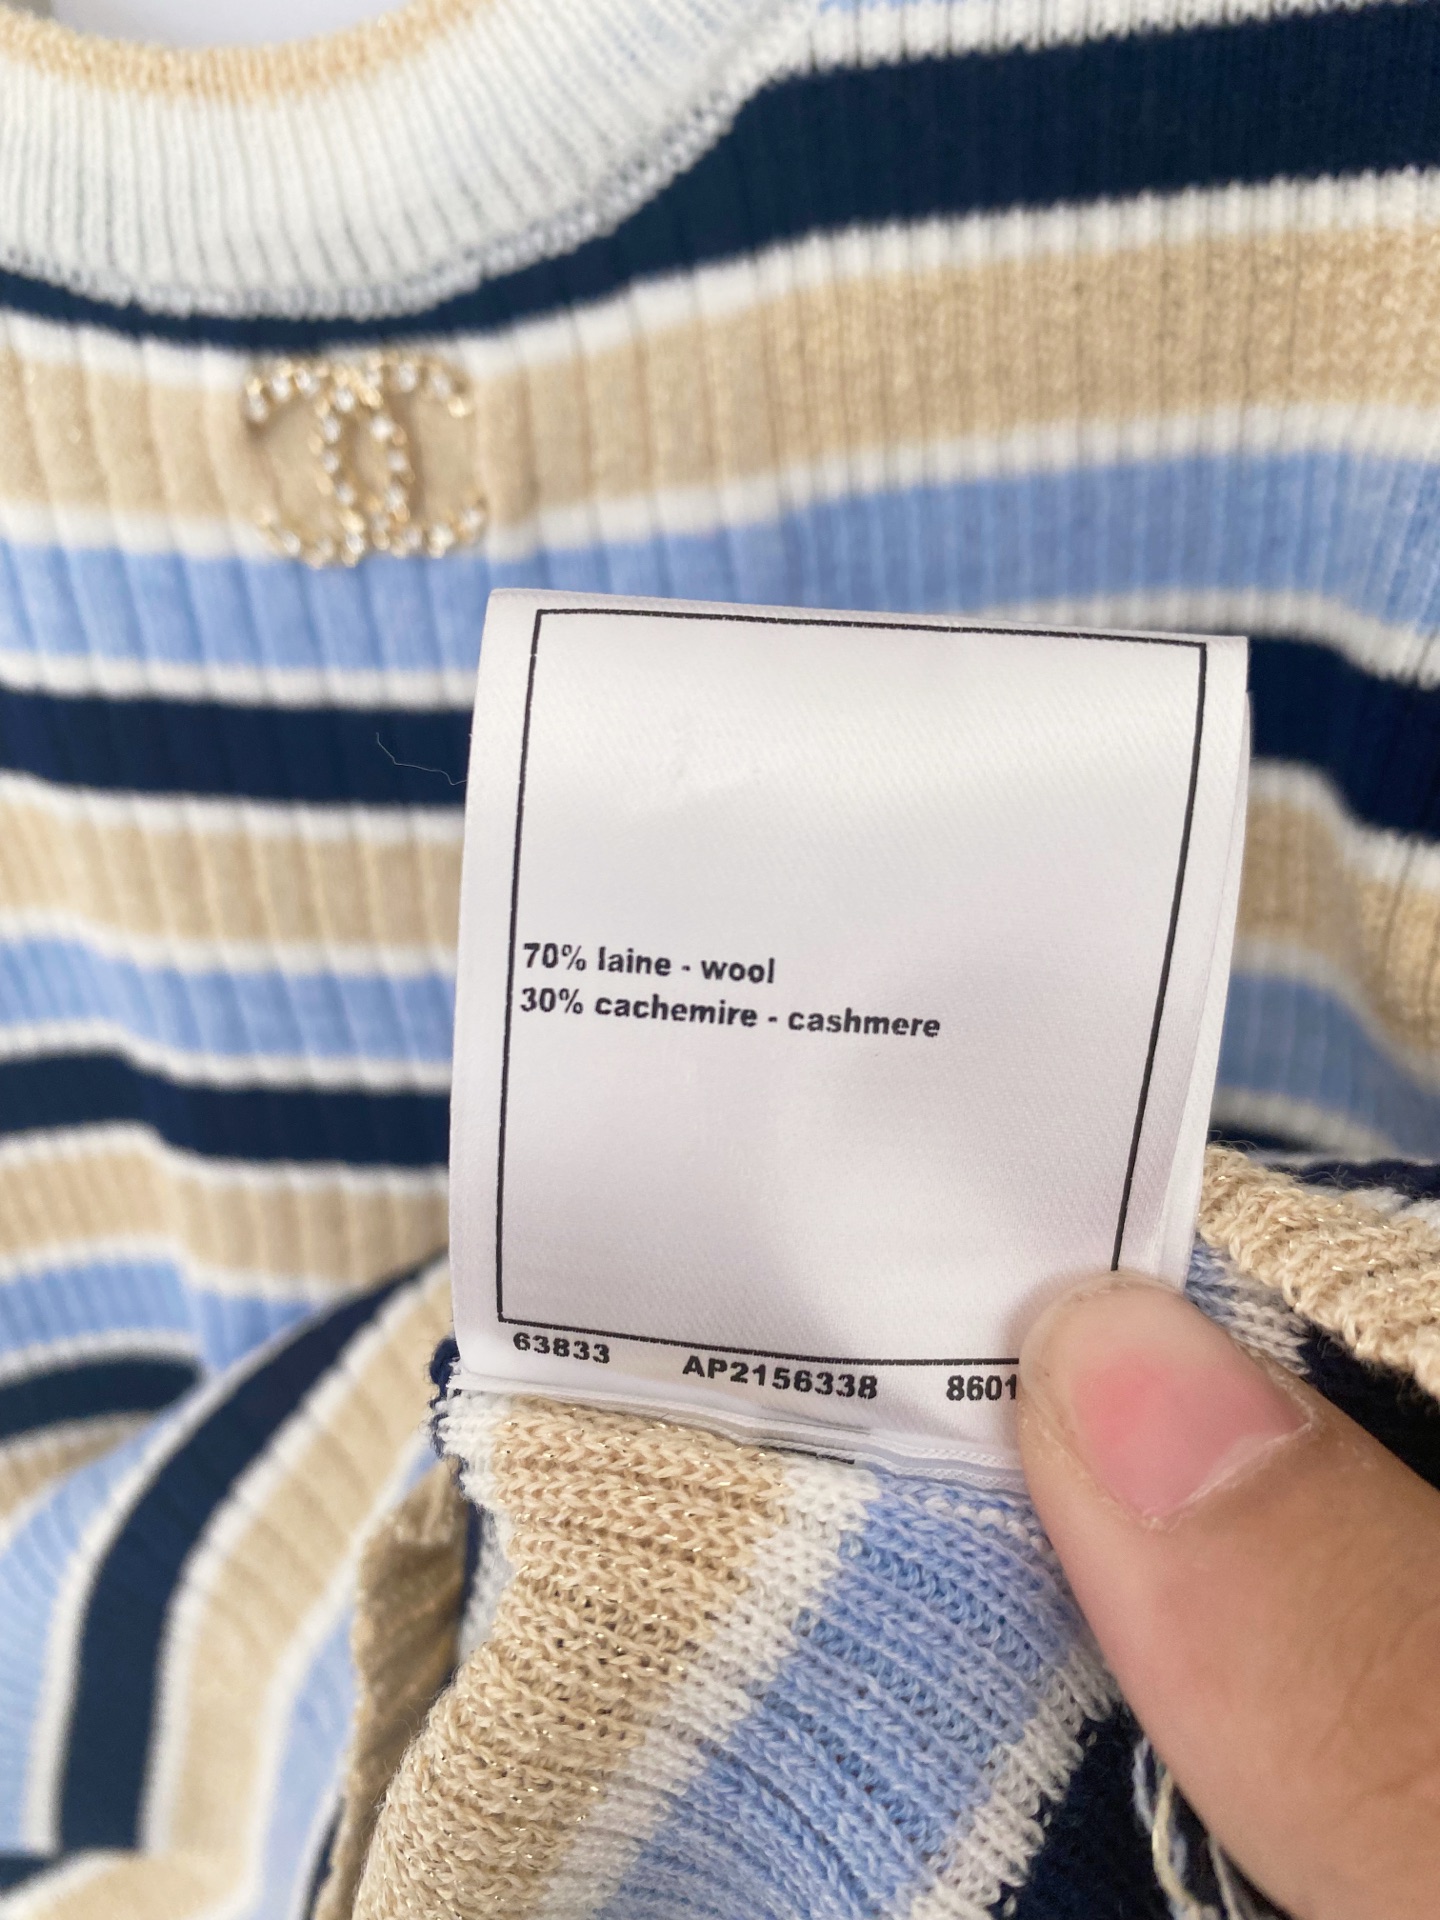 70% laine - wool
30% cachemire - cashmere
63833 AP2156338 8601